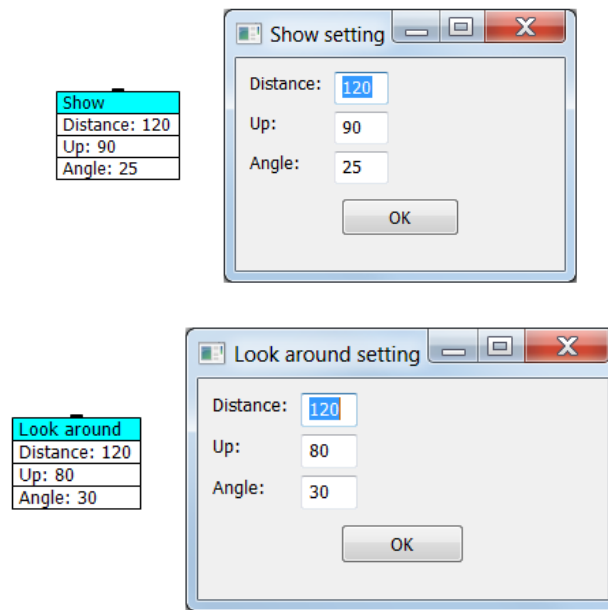 Show
Distance: 120
Up: 90
Angle: 25
Show setting
Distance: 120
Up: 90
Angle: 25
OK
Look around
Distance: 120
Up: 80
Angle: 30
Look around setting
Distance: 120
Up: 80
Angle: 30
OK